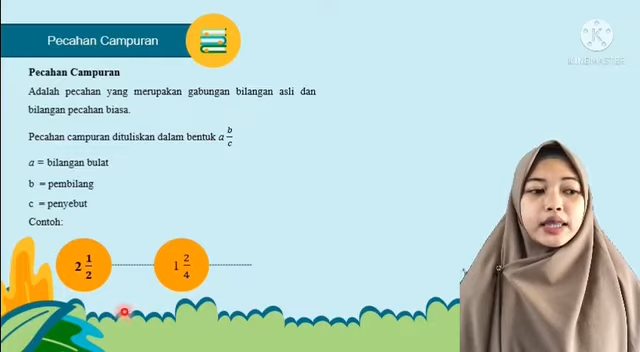 Pecahan Campuran
KINEMASTER
Pecahan Campuran
Adalah pecahan yang merupakan gabungan bilangan asli dan
bilangan pecahan biasa.
Pecahan campuran dituliskan dalam bentuk a b/c
a = bilangan bulat
b = pembilang
c = penyebut
Contoh:
2 1/2 1 2/4